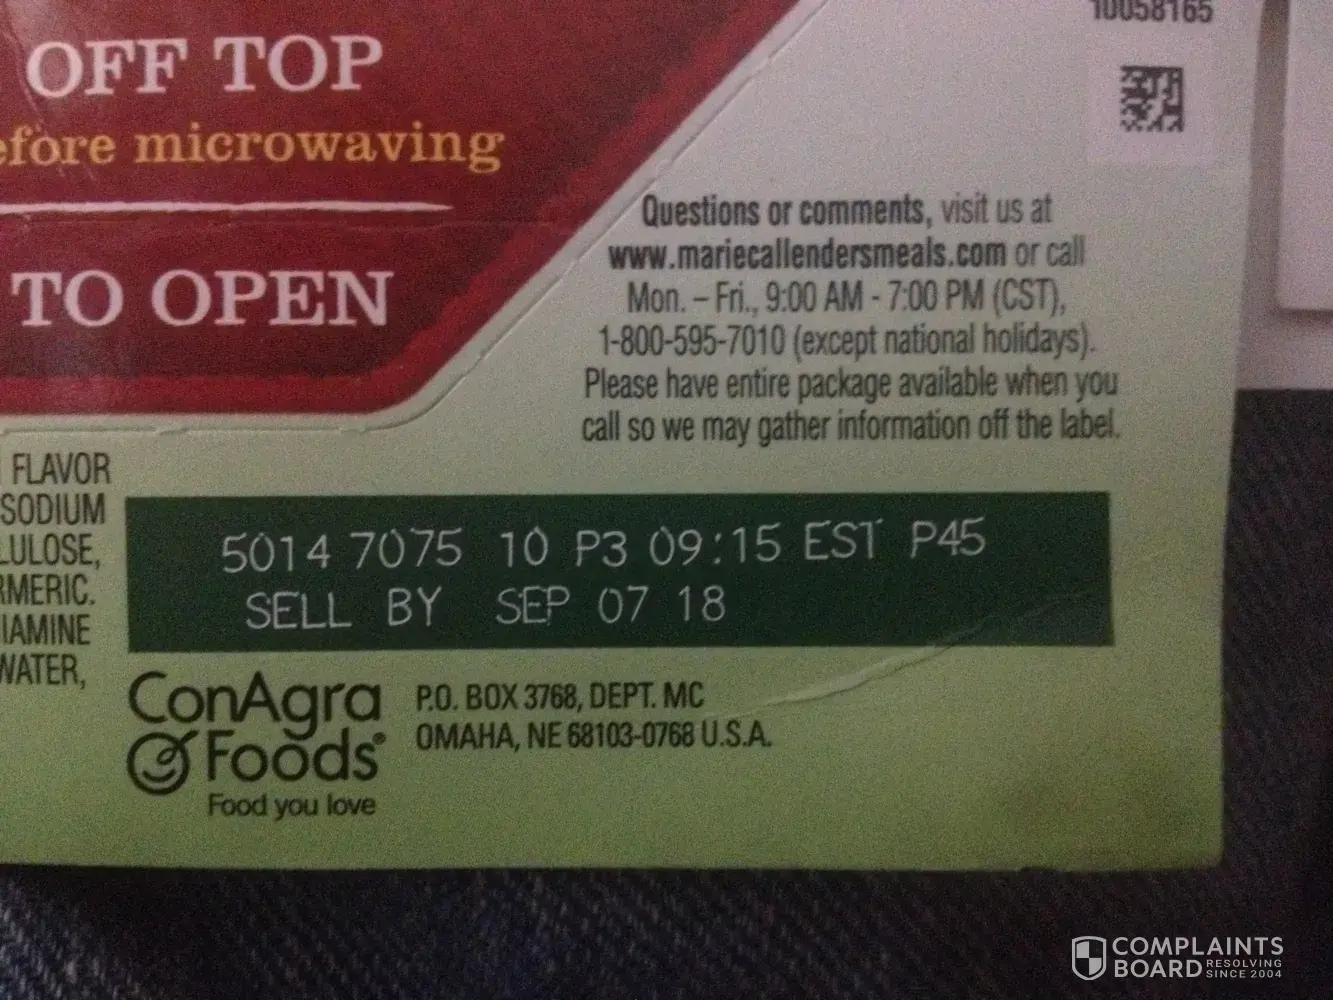 OFF TOP
efore microwaving
TO OPEN
10058165
Questions or comments, visit us at
www.mariecallendersmeals.com or call
Mon. – Fri., 9:00 AM - 7:00 PM (CST),
1-800-595-7010 (except national holidays).
Please have entire package available when you
call so we may gather information off the label.
FLAVOR
SODIUM
LULOSE,
RMERIC.
IAMINE
WATER,
5014 7075 10 P3 09:15 EST P45
SELL BY SEP 07 18
ConAgra
Foods®
Food you love
P.O. BOX 3768, DEPT. MC
OMAHA, NE 68103-0768 U.S.A.
COMPLAINTS
BOARD RESOLVING
SINCE 2004